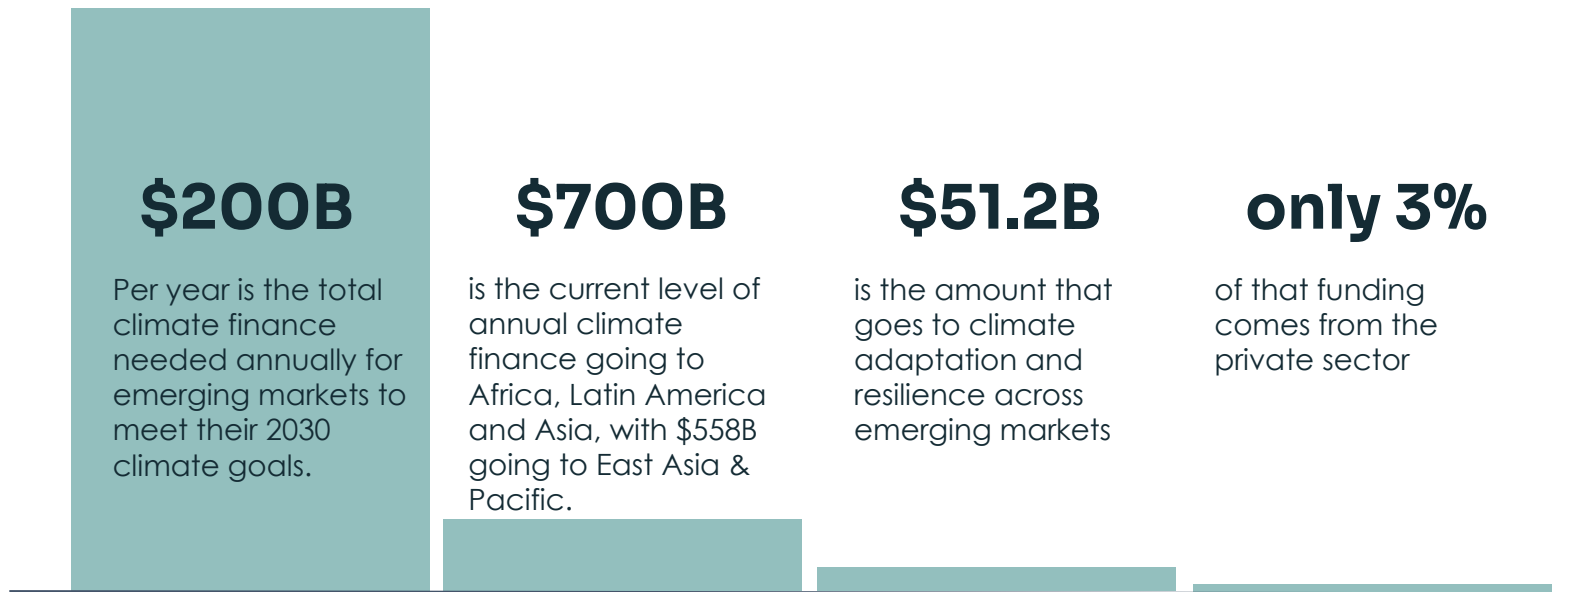 $200B
Per year is the total
climate finance
needed annually for
emerging markets to
meet their 2030
climate goals.
$700B
is the current level of
annual climate
finance going to
Africa, Latin America
and Asia, with $558B
going to East Asia &
Pacific.
$51.2B
is the amount that
goes to climate
adaptation and
resilience across
emerging markets
only 3%
of that funding
comes from the
private sector